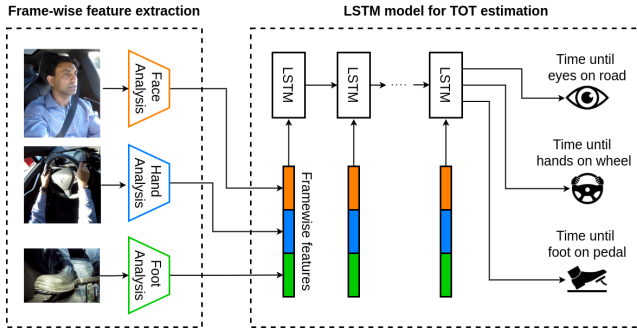 Frame-wise feature extraction
LSTM model for TOT estimation
Face
Analysis
Hand
Analysis
Foot
Analysis
LSTM
LSTM
....
LSTM
Framewise features
Time until
eyes on road
Time until
hands on wheel
Time until
foot on pedal